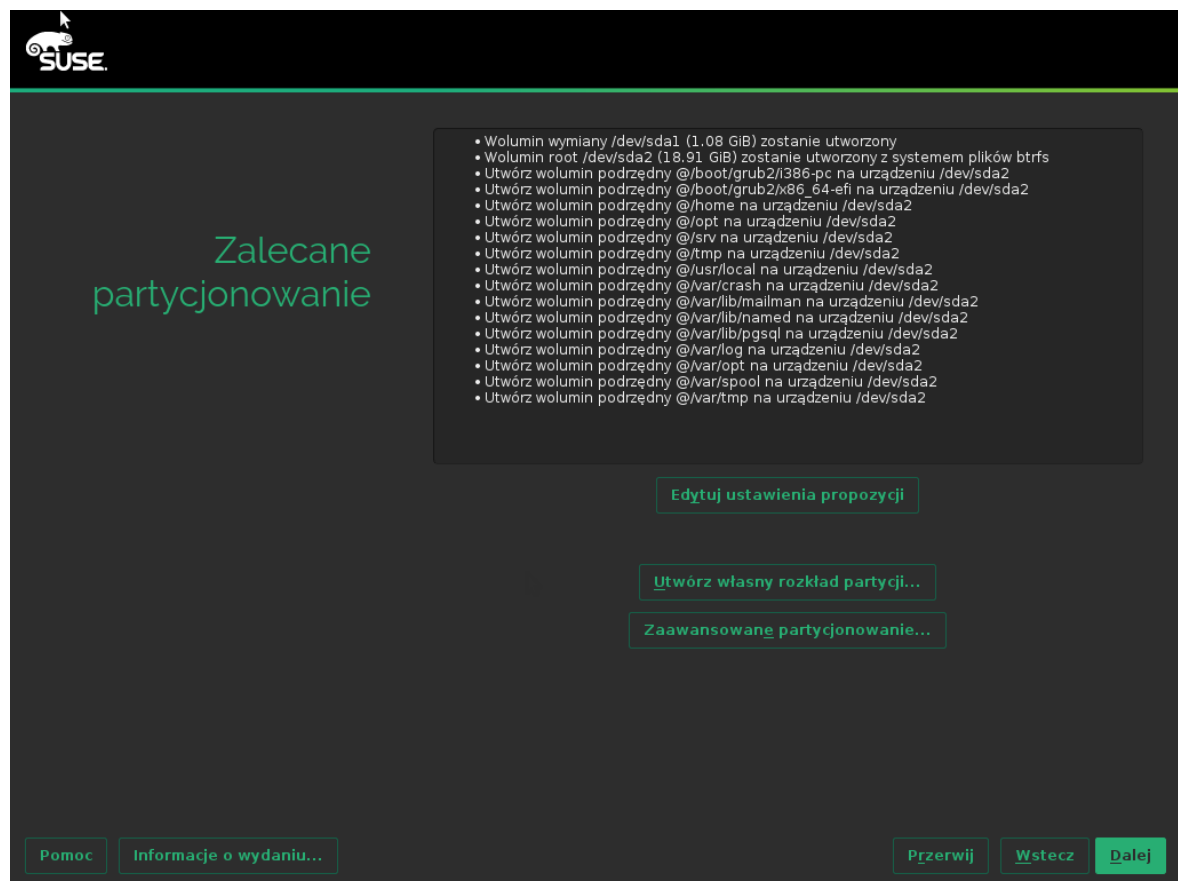 SUSE.
Zalecane
partycjonowanie
• Wolumin wymiany /dev/sda1 (1.08 GiB) zostanie utworzony
• Wolumin root /dev/sda2 (18.91 GiB) zostanie utworzony z systemem plików btrfs
• Utwórz wolumin podrzędny @/boot/grub2/i386-pc na urządzeniu /dev/sda2
• Utwórz wolumin podrzędny @/boot/grub2/x86_64-efi na urządzeniu /dev/sda2
• Utwórz wolumin podrzędny @/home na urządzeniu /dev/sda2
• Utwórz wolumin podrzędny @/opt na urządzeniu /dev/sda2
• Utwórz wolumin podrzędny @/srv na urządzeniu /dev/sda2
• Utwórz wolumin podrzędny @/tmp na urządzeniu /dev/sda2
• Utwórz wolumin podrzędny @/usr/local na urządzeniu /dev/sda2
• Utwórz wolumin podrzędny @/var/crash na urządzeniu /dev/sda2
• Utwórz wolumin podrzędny @/var/lib/mailman na urządzeniu /dev/sda2
• Utwórz wolumin podrzędny @/var/lib/named na urządzeniu /dev/sda2
• Utwórz wolumin podrzędny @/var/lib/pgsql na urządzeniu /dev/sda2
• Utwórz wolumin podrzędny @/var/log na urządzeniu /dev/sda2
• Utwórz wolumin podrzędny @/var/opt na urządzeniu /dev/sda2
• Utwórz wolumin podrzędny @/var/spool na urządzeniu /dev/sda2
• Utwórz wolumin podrzędny @/var/tmp na urządzeniu /dev/sda2
Edytuj ustawienia propozycji
Utwórz własny rozkład partycji...
Zaawansowane partycjonowanie...
Pomoc
Informacje o wydaniu...
Przerwij
Wstecz
Dalej